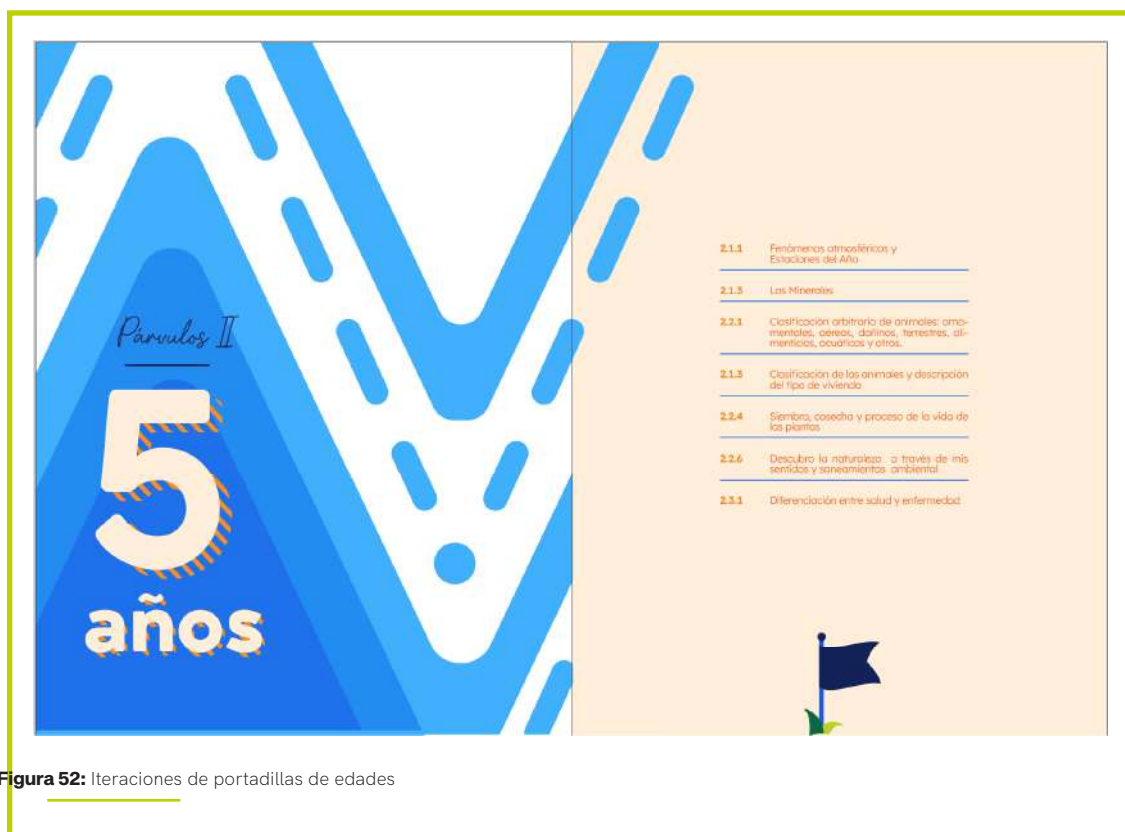 Párvulos II
5
años
2.1.1 Fenómenos atmosféricos y
Estaciones del Año
2.1.3 Los Minerales
2.2.1 Clasificación arbitraria de animales: orna-
mentales, aéreos, dañinos, terrestres, ali-
menticios, acuáticos y otros.
2.1.3 Clasificación de los animales y descripción
del tipo de vivienda
2.2.4 Siembra, cosecha y proceso de la vida de
las plantas
2.2.6 Descubro la naturaleza a través de mis
sentidos y saneamientos ambiental
2.3.1 Diferenciación entre salud y enfermedad
Figura 52: Iteraciones de portadillas de edades